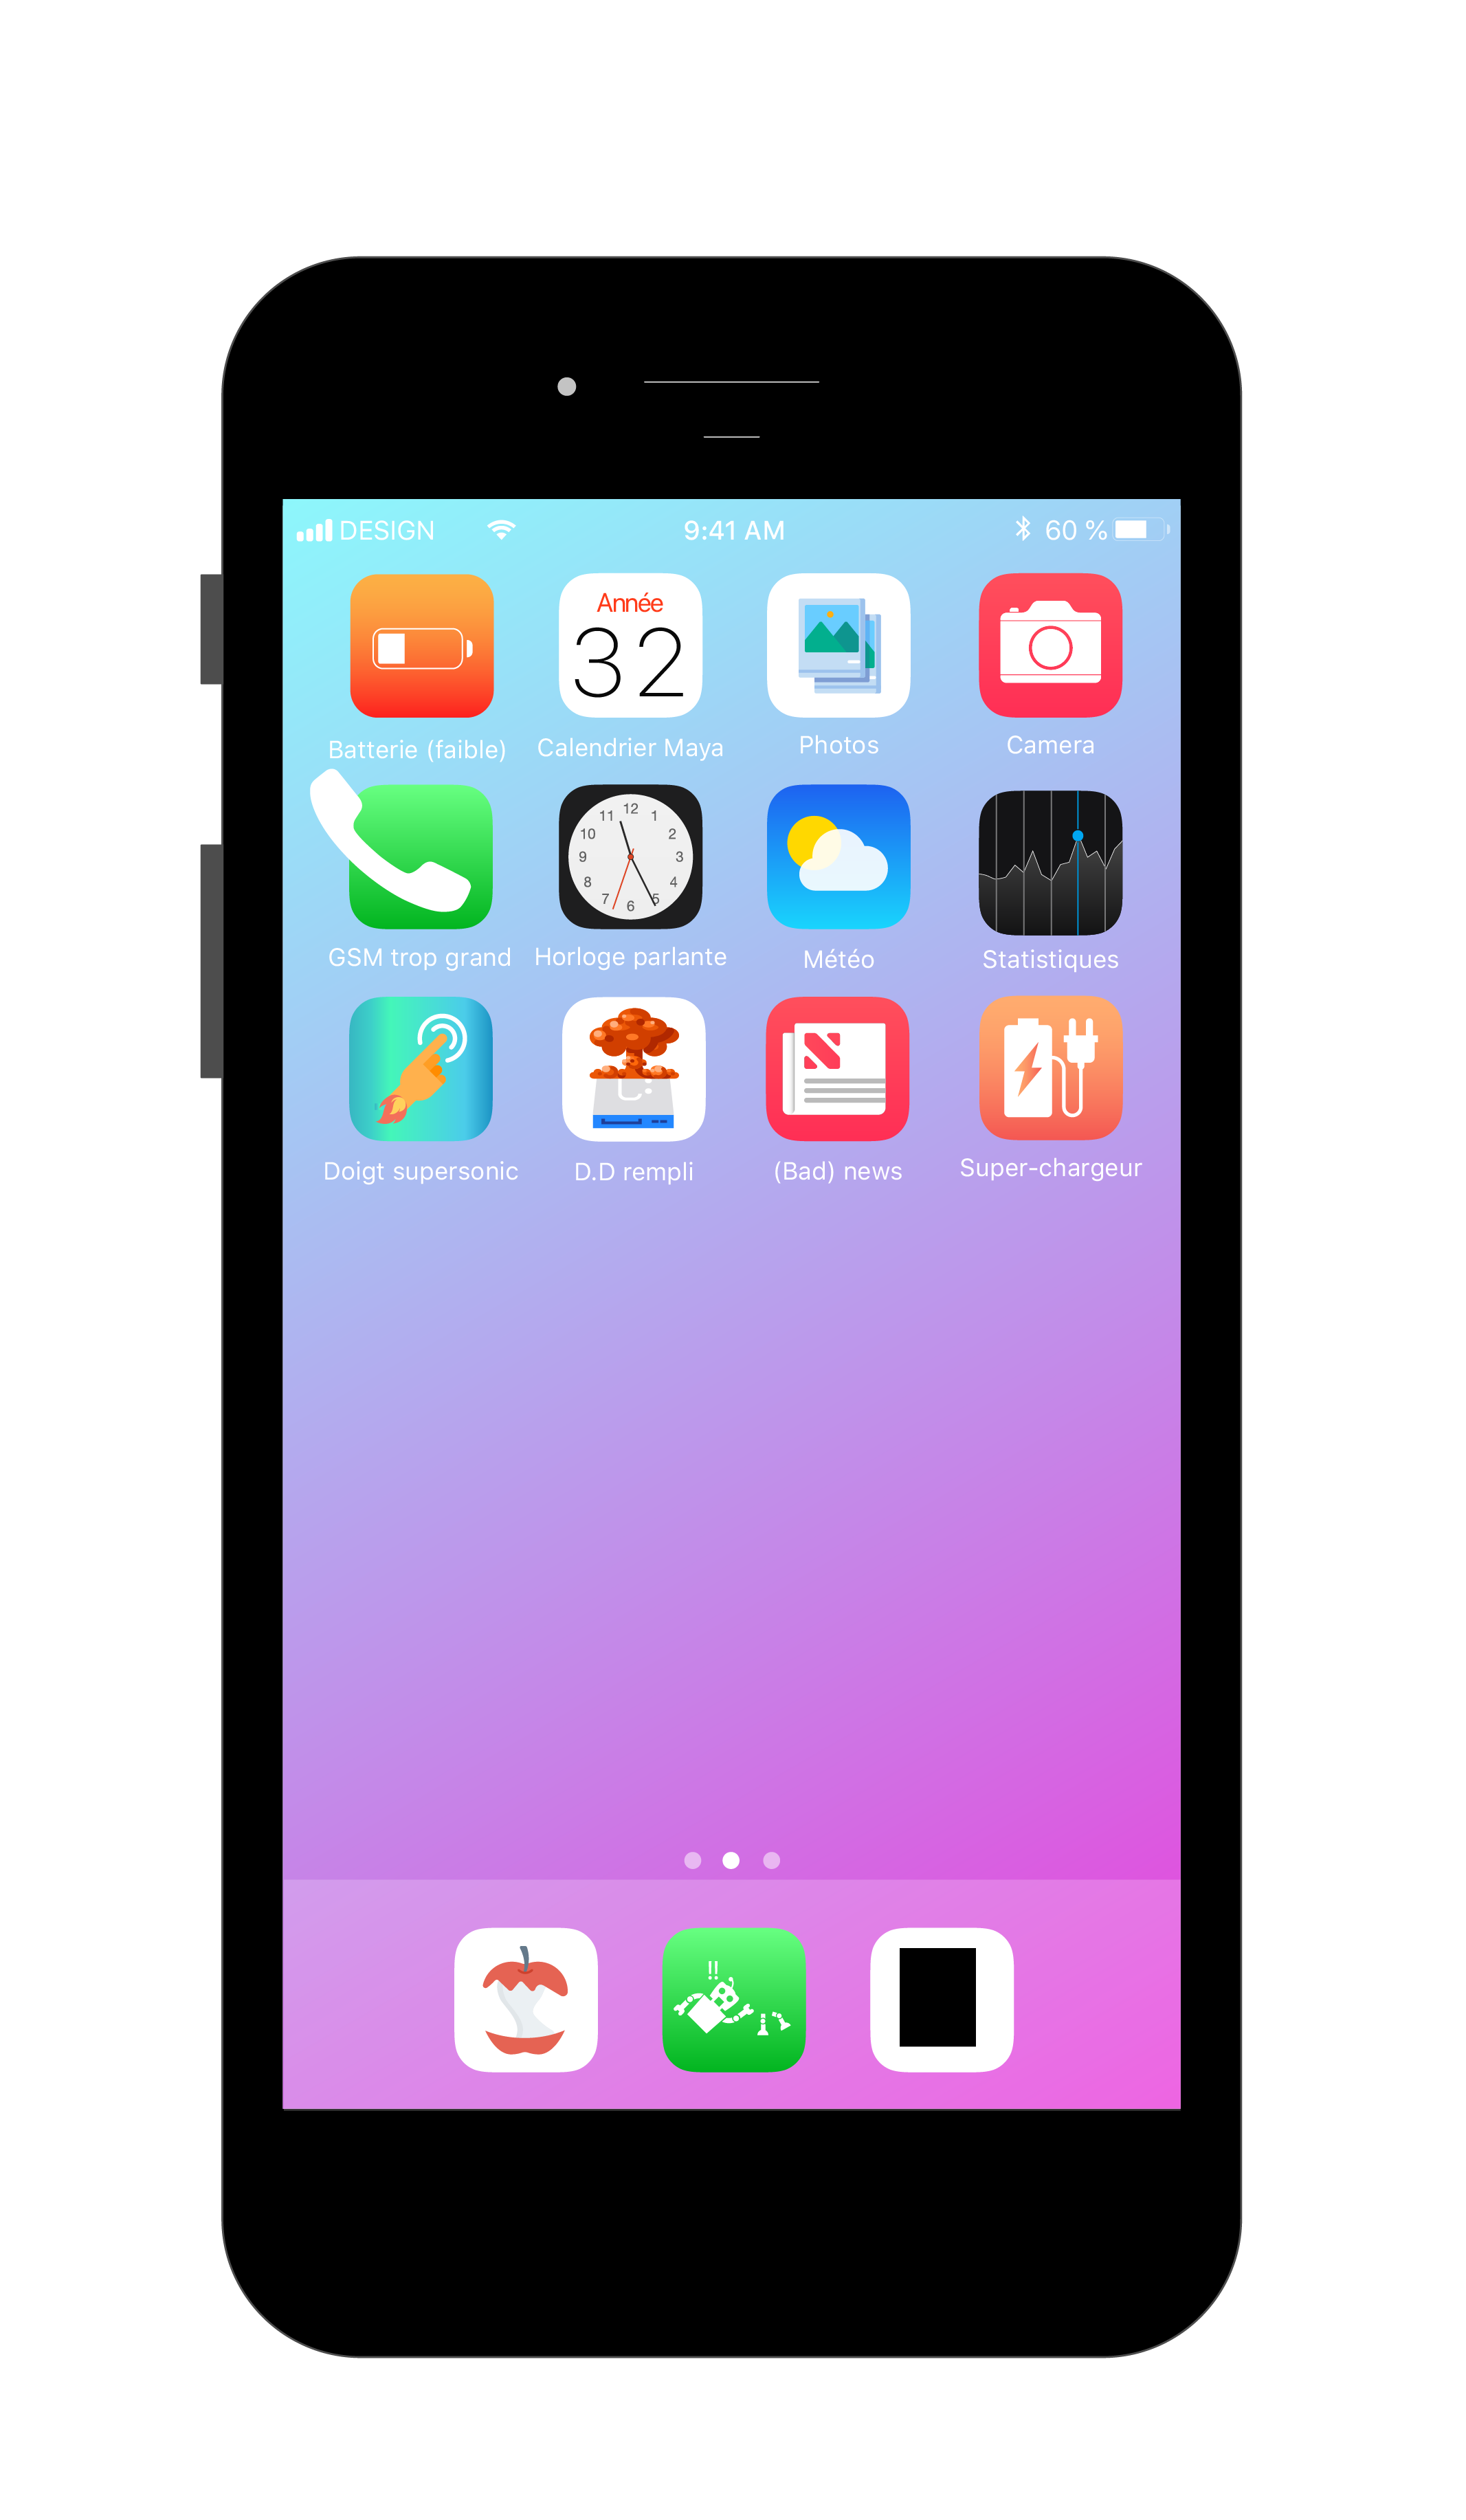 DESIGN 9:41 AM 60 %
Année
32
Batterie (faible) Calendrier Maya Photos Camera
12
11 1
10 2
9 3
8 4
7 5
6
GSM trop grand Horloge parlante Météo Statistiques
Doigt supersonic D.D rempli (Bad) news Super-chargeur
!!